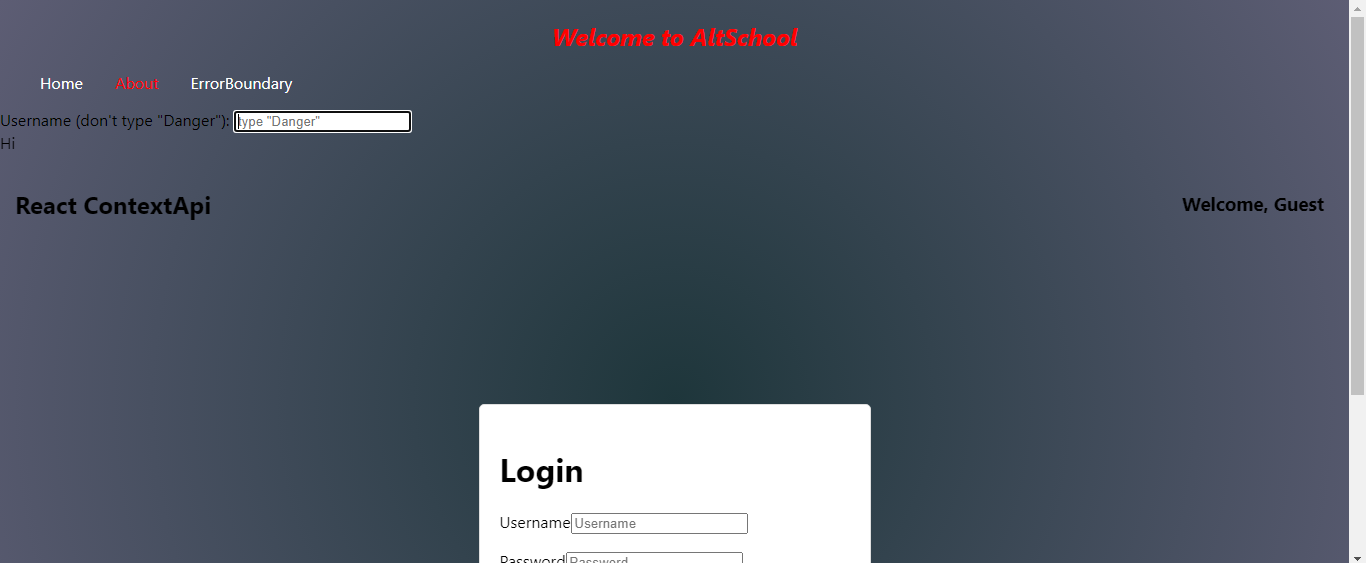 Welcome to AltSchool
Home About ErrorBoundary
Username (don't type "Danger"): type "Danger"
Hi
React ContextApi Welcome, Guest
Login
Username Username
Password Password